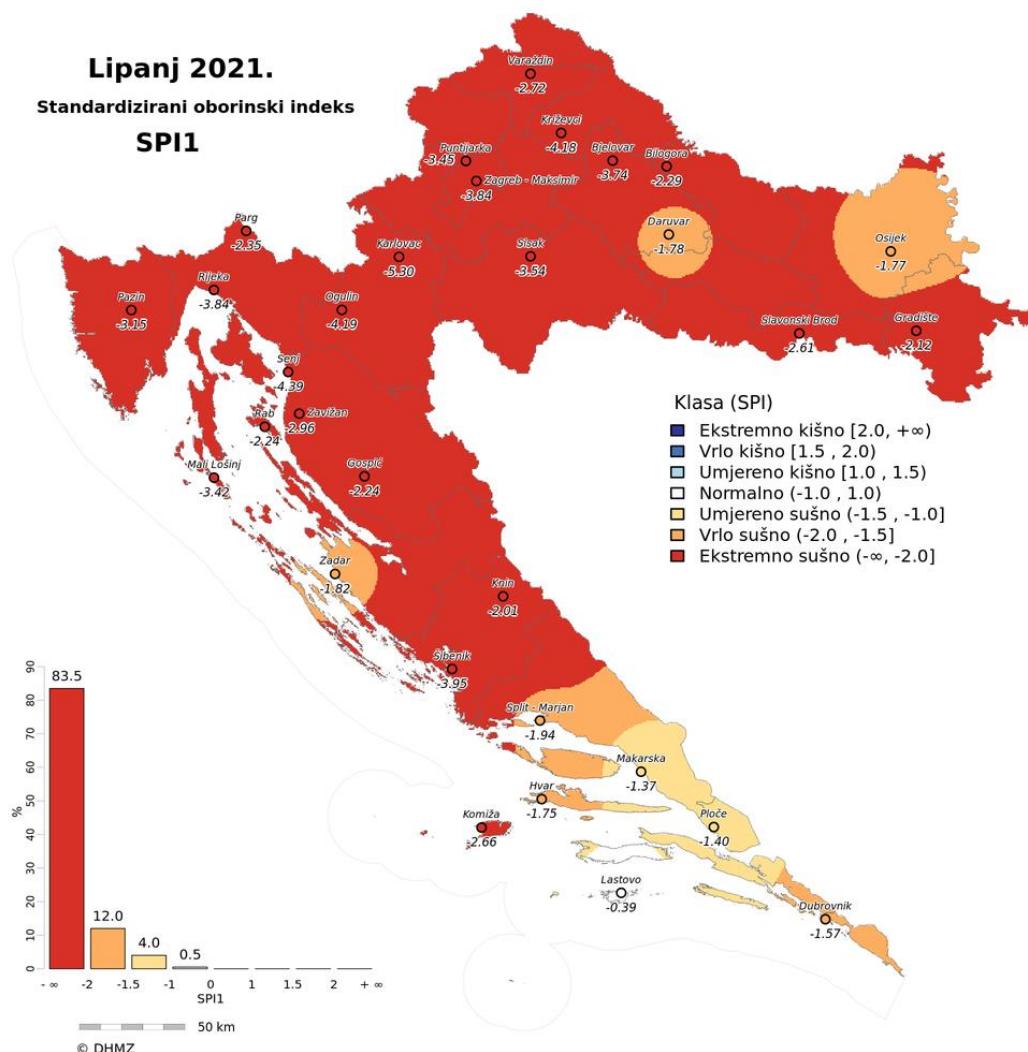 Lipanj 2021.
Standardizirani oborinski indeks
SPI1
Varaždin
-2.72
Križevci
-4.18
Puntijarka
-3.45
Bjelovar
-3.74
Bilogora
-2.29
Zagreb - Maksimir
-3.84
Parg
-2.35
Daruvar
-1.78
Karlovac
-5.30
Sisak
-3.54
Osijek
-1.77
Rijeka
-3.84
Pazin
-3.15
Ogulin
-4.19
Slavonski Brod
-2.61
Gradište
-2.12
Senj
-4.39
Zavižan
-2.96
Rab
-2.24
Mali Lošinj
-3.42
Gospić
-2.24
Klasa (SPI)
Ekstremno kišno [2.0, +∞)
Vrlo kišno [1.5 , 2.0)
Umjereno kišno [1.0 , 1.5)
Normalno (-1.0 , 1.0)
Umjereno sušno (-1.5 , -1.0]
Vrlo sušno (-2.0 , -1.5]
Ekstremno sušno (-∞, -2.0]
Zadar
-1.82
Knin
-2.01
Šibenik
-3.95
Split - Marjan
-1.94
Makarska
-1.37
Hvar
-1.75
Komiža
-2.66
Ploče
-1.40
Lastovo
-0.39
Dubrovnik
-1.57
%
90
80
70
60
50
40
30
20
10
0
83.5
12.0
4.0
0.5
- ∞ -2 -1.5 -1 0 1 1.5 2 + ∞
SPI1
50 km
© DHMZ